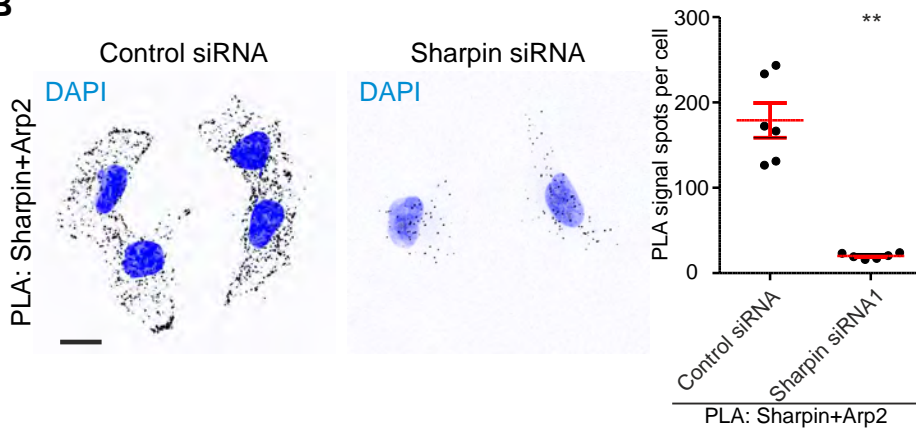 B
Control siRNA
Sharpin siRNA
DAPI
DAPI
PLA: Sharpin+Arp2
PLA signal spots per cell
300
200
100
0
**
Control siRNA
Sharpin siRNA1
PLA: Sharpin+Arp2